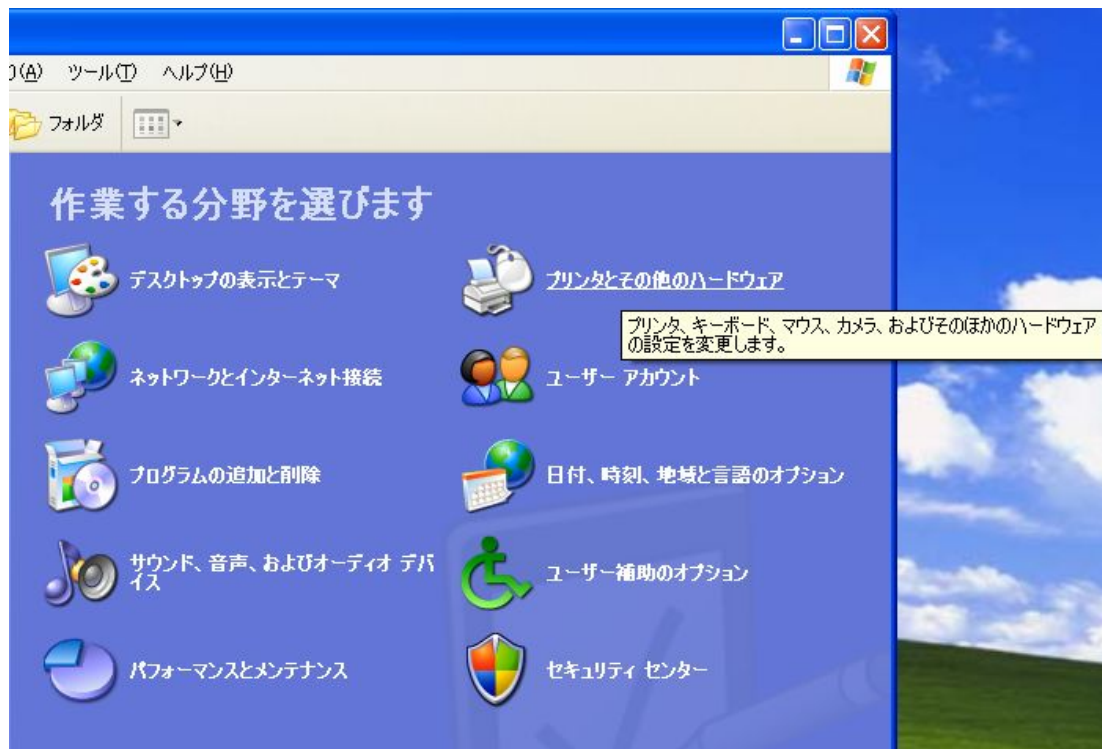 (A) ツール(T) ヘルプ(H)
フォルダ
作業する分野を選びます
デスクトップの表示とテーマ
プリンタとその他のハードウェア
プリンタ、キーボード、マウス、カメラ、およびそのほかのハードウェア
の設定を変更します。
ネットワークとインターネット接続
ユーザー アカウント
プログラムの追加と削除
日付、時刻、地域と言語のオプション
サウンド、音声、およびオーディオ デバ
イス
ユーザー補助のオプション
パフォーマンスとメンテナンス
セキュリティ センター